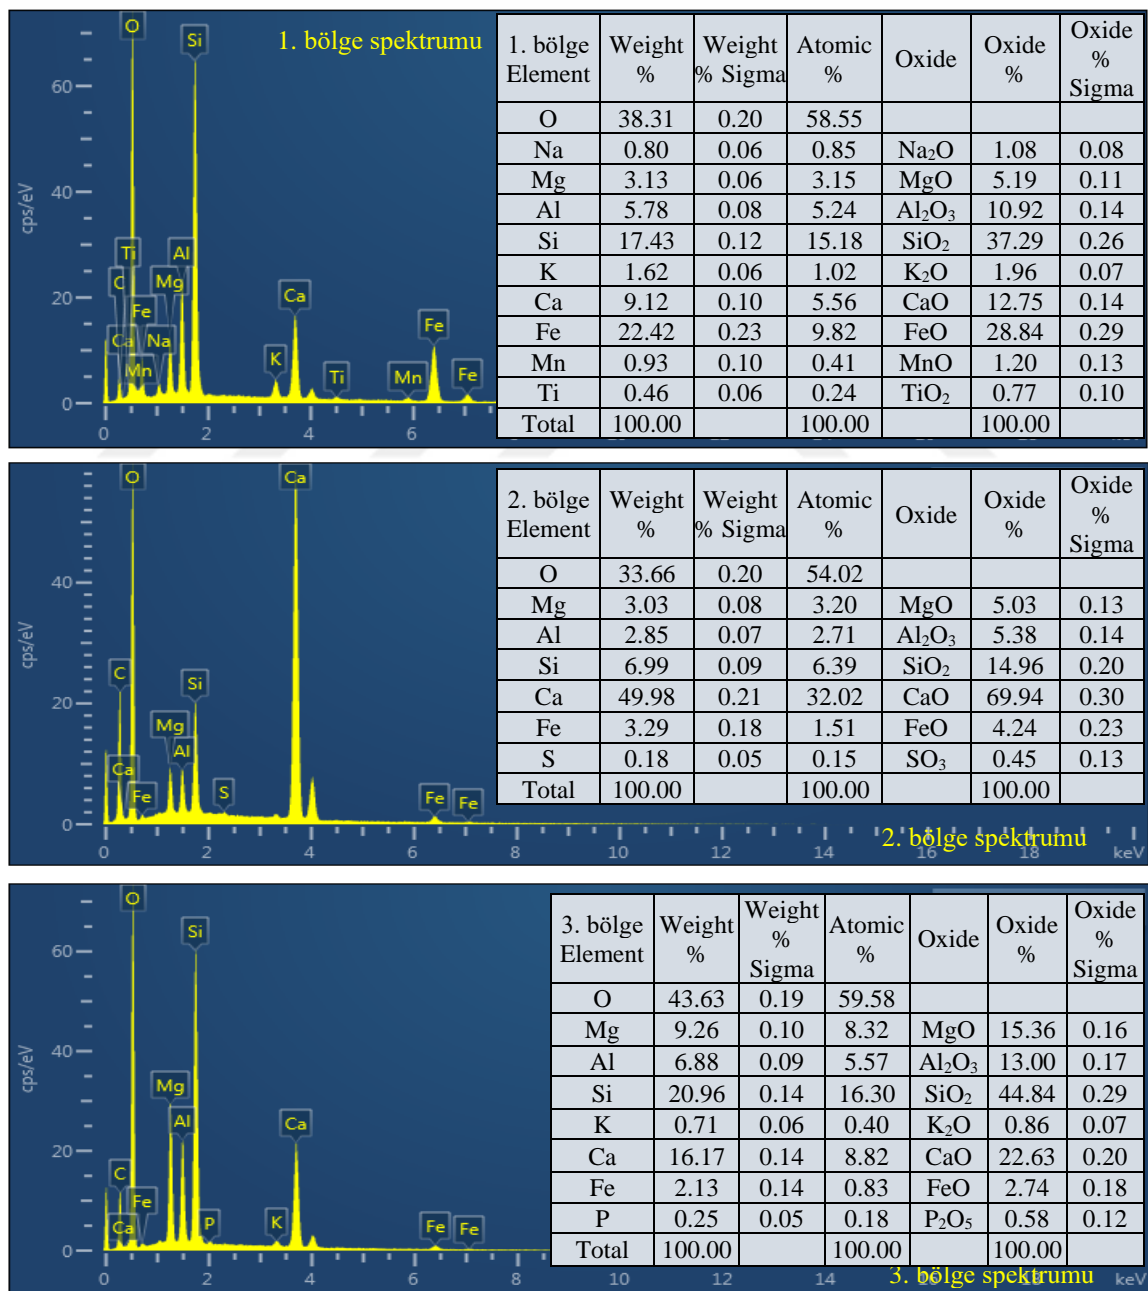 1. bölge spektrumu
cps/eV
60
40
20
0
O
Si
Ti
Al
C
Mg
Fe
Ca
Na
Mn
Ca
K
Ti
Mn
Fe
Fe
0 2 4 6
1. bölge Element Weight % Weight % Sigma Atomic % Oxide Oxide % Oxide % Sigma
O 38.31 0.20 58.55
Na 0.80 0.06 0.85 Na₂O 1.08 0.08
Mg 3.13 0.06 3.15 MgO 5.19 0.11
Al 5.78 0.08 5.24 Al₂O₃ 10.92 0.14
Si 17.43 0.12 15.18 SiO₂ 37.29 0.26
K 1.62 0.06 1.02 K₂O 1.96 0.07
Ca 9.12 0.10 5.56 CaO 12.75 0.14
Fe 22.42 0.23 9.82 FeO 28.84 0.29
Mn 0.93 0.10 0.41 MnO 1.20 0.13
Ti 0.46 0.06 0.24 TiO₂ 0.77 0.10
Total 100.00 100.00 100.00
cps/eV
40
20
0
O
Ca
C
Si
Mg
Al
Ca
Fe
S
Fe
Fe
2. bölge Element Weight % Weight % Sigma Atomic % Oxide Oxide % Oxide % Sigma
O 33.66 0.20 54.02
Mg 3.03 0.08 3.20 MgO 5.03 0.13
Al 2.85 0.07 2.71 Al₂O₃ 5.38 0.14
Si 6.99 0.09 6.39 SiO₂ 14.96 0.20
Ca 49.98 0.21 32.02 CaO 69.94 0.30
Fe 3.29 0.18 1.51 FeO 4.24 0.23
S 0.18 0.05 0.15 SO₃ 0.45 0.13
Total 100.00 100.00 100.00
2. bölge spektrumu
0 2 4 6 8 10 12 14 16 18 keV
cps/eV
60
40
20
0
O
Si
Mg
Al
Ca
C
Fe
Ca
P
K
Fe
Fe
3. bölge Element Weight % Weight % Sigma Atomic % Oxide Oxide % Oxide % Sigma
O 43.63 0.19 59.58
Mg 9.26 0.10 8.32 MgO 15.36 0.16
Al 6.88 0.09 5.57 Al₂O₃ 13.00 0.17
Si 20.96 0.14 16.30 SiO₂ 44.84 0.29
K 0.71 0.06 0.40 K₂O 0.86 0.07
Ca 16.17 0.14 8.82 CaO 22.63 0.20
Fe 2.13 0.14 0.83 FeO 2.74 0.18
P 0.25 0.05 0.18 P₂O₅ 0.58 0.12
Total 100.00 100.00 100.00
3. bölge spektrumu
0 2 4 6 8 10 12 14 16 18 keV